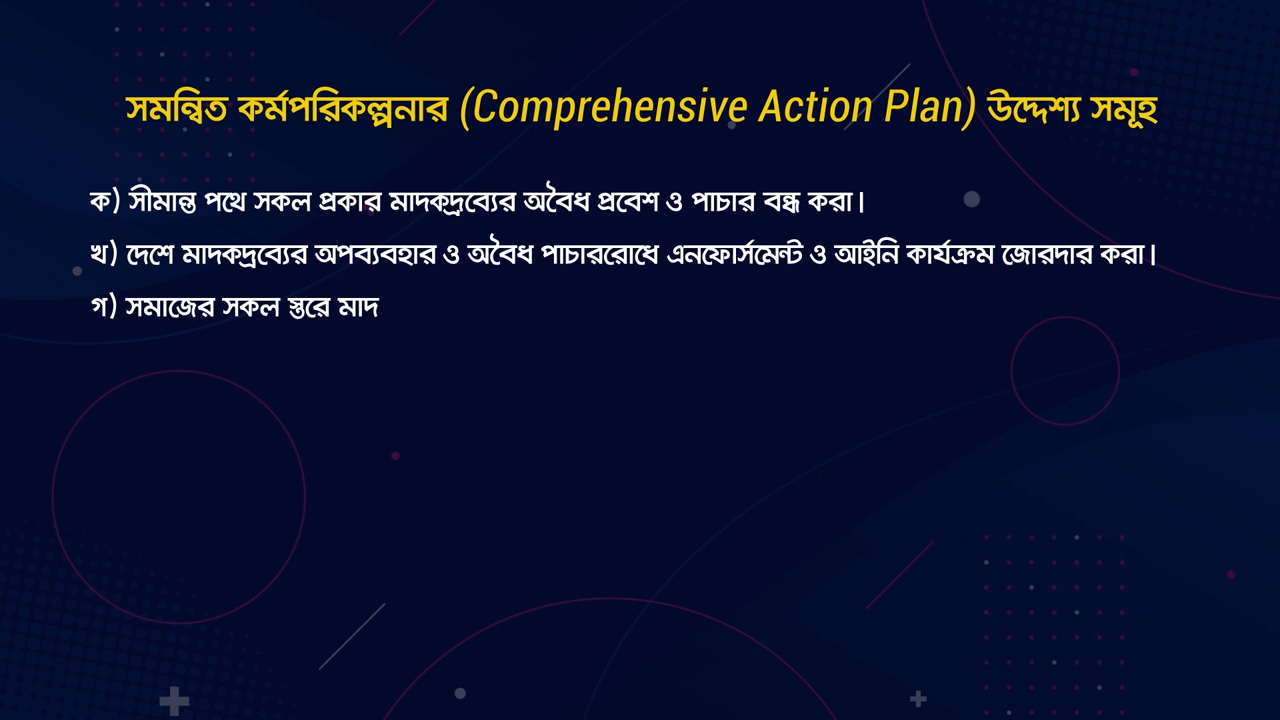 সমন্বিত কর্মপরিকল্পনার (Comprehensive Action Plan) উদ্দেশ্য সমূহ
ক) সীমান্ত পথে সকল প্রকার মাদকদ্রব্যের অবৈধ প্রবেশ ও পাচার বন্ধ করা।
খ) দেশে মাদকদ্রব্যের অপব্যবহার ও অবৈধ পাচাররোধে এনফোর্সমেন্ট ও আইনি কার্যক্রম জোরদার করা।
গ) সমাজের সকল স্তরে মাদ